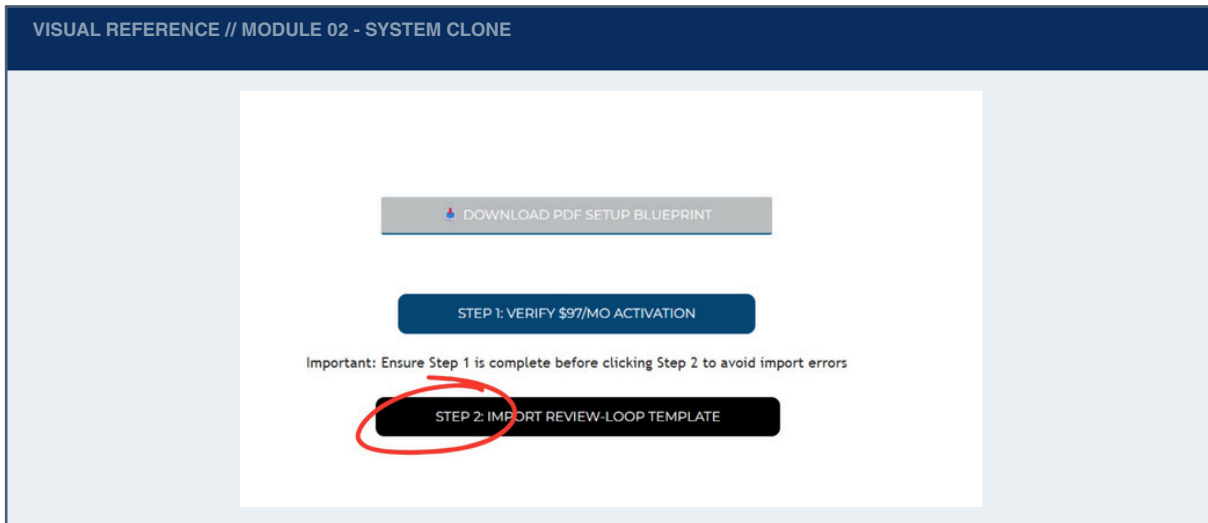 VISUAL REFERENCE // MODULE 02 - SYSTEM CLONE
DOWNLOAD PDF SETUP BLUEPRINT
STEP 1: VERIFY $97/MO ACTIVATION
Important: Ensure Step 1 is complete before clicking Step 2 to avoid import errors
STEP 2: IMPORT REVIEW-LOOP TEMPLATE